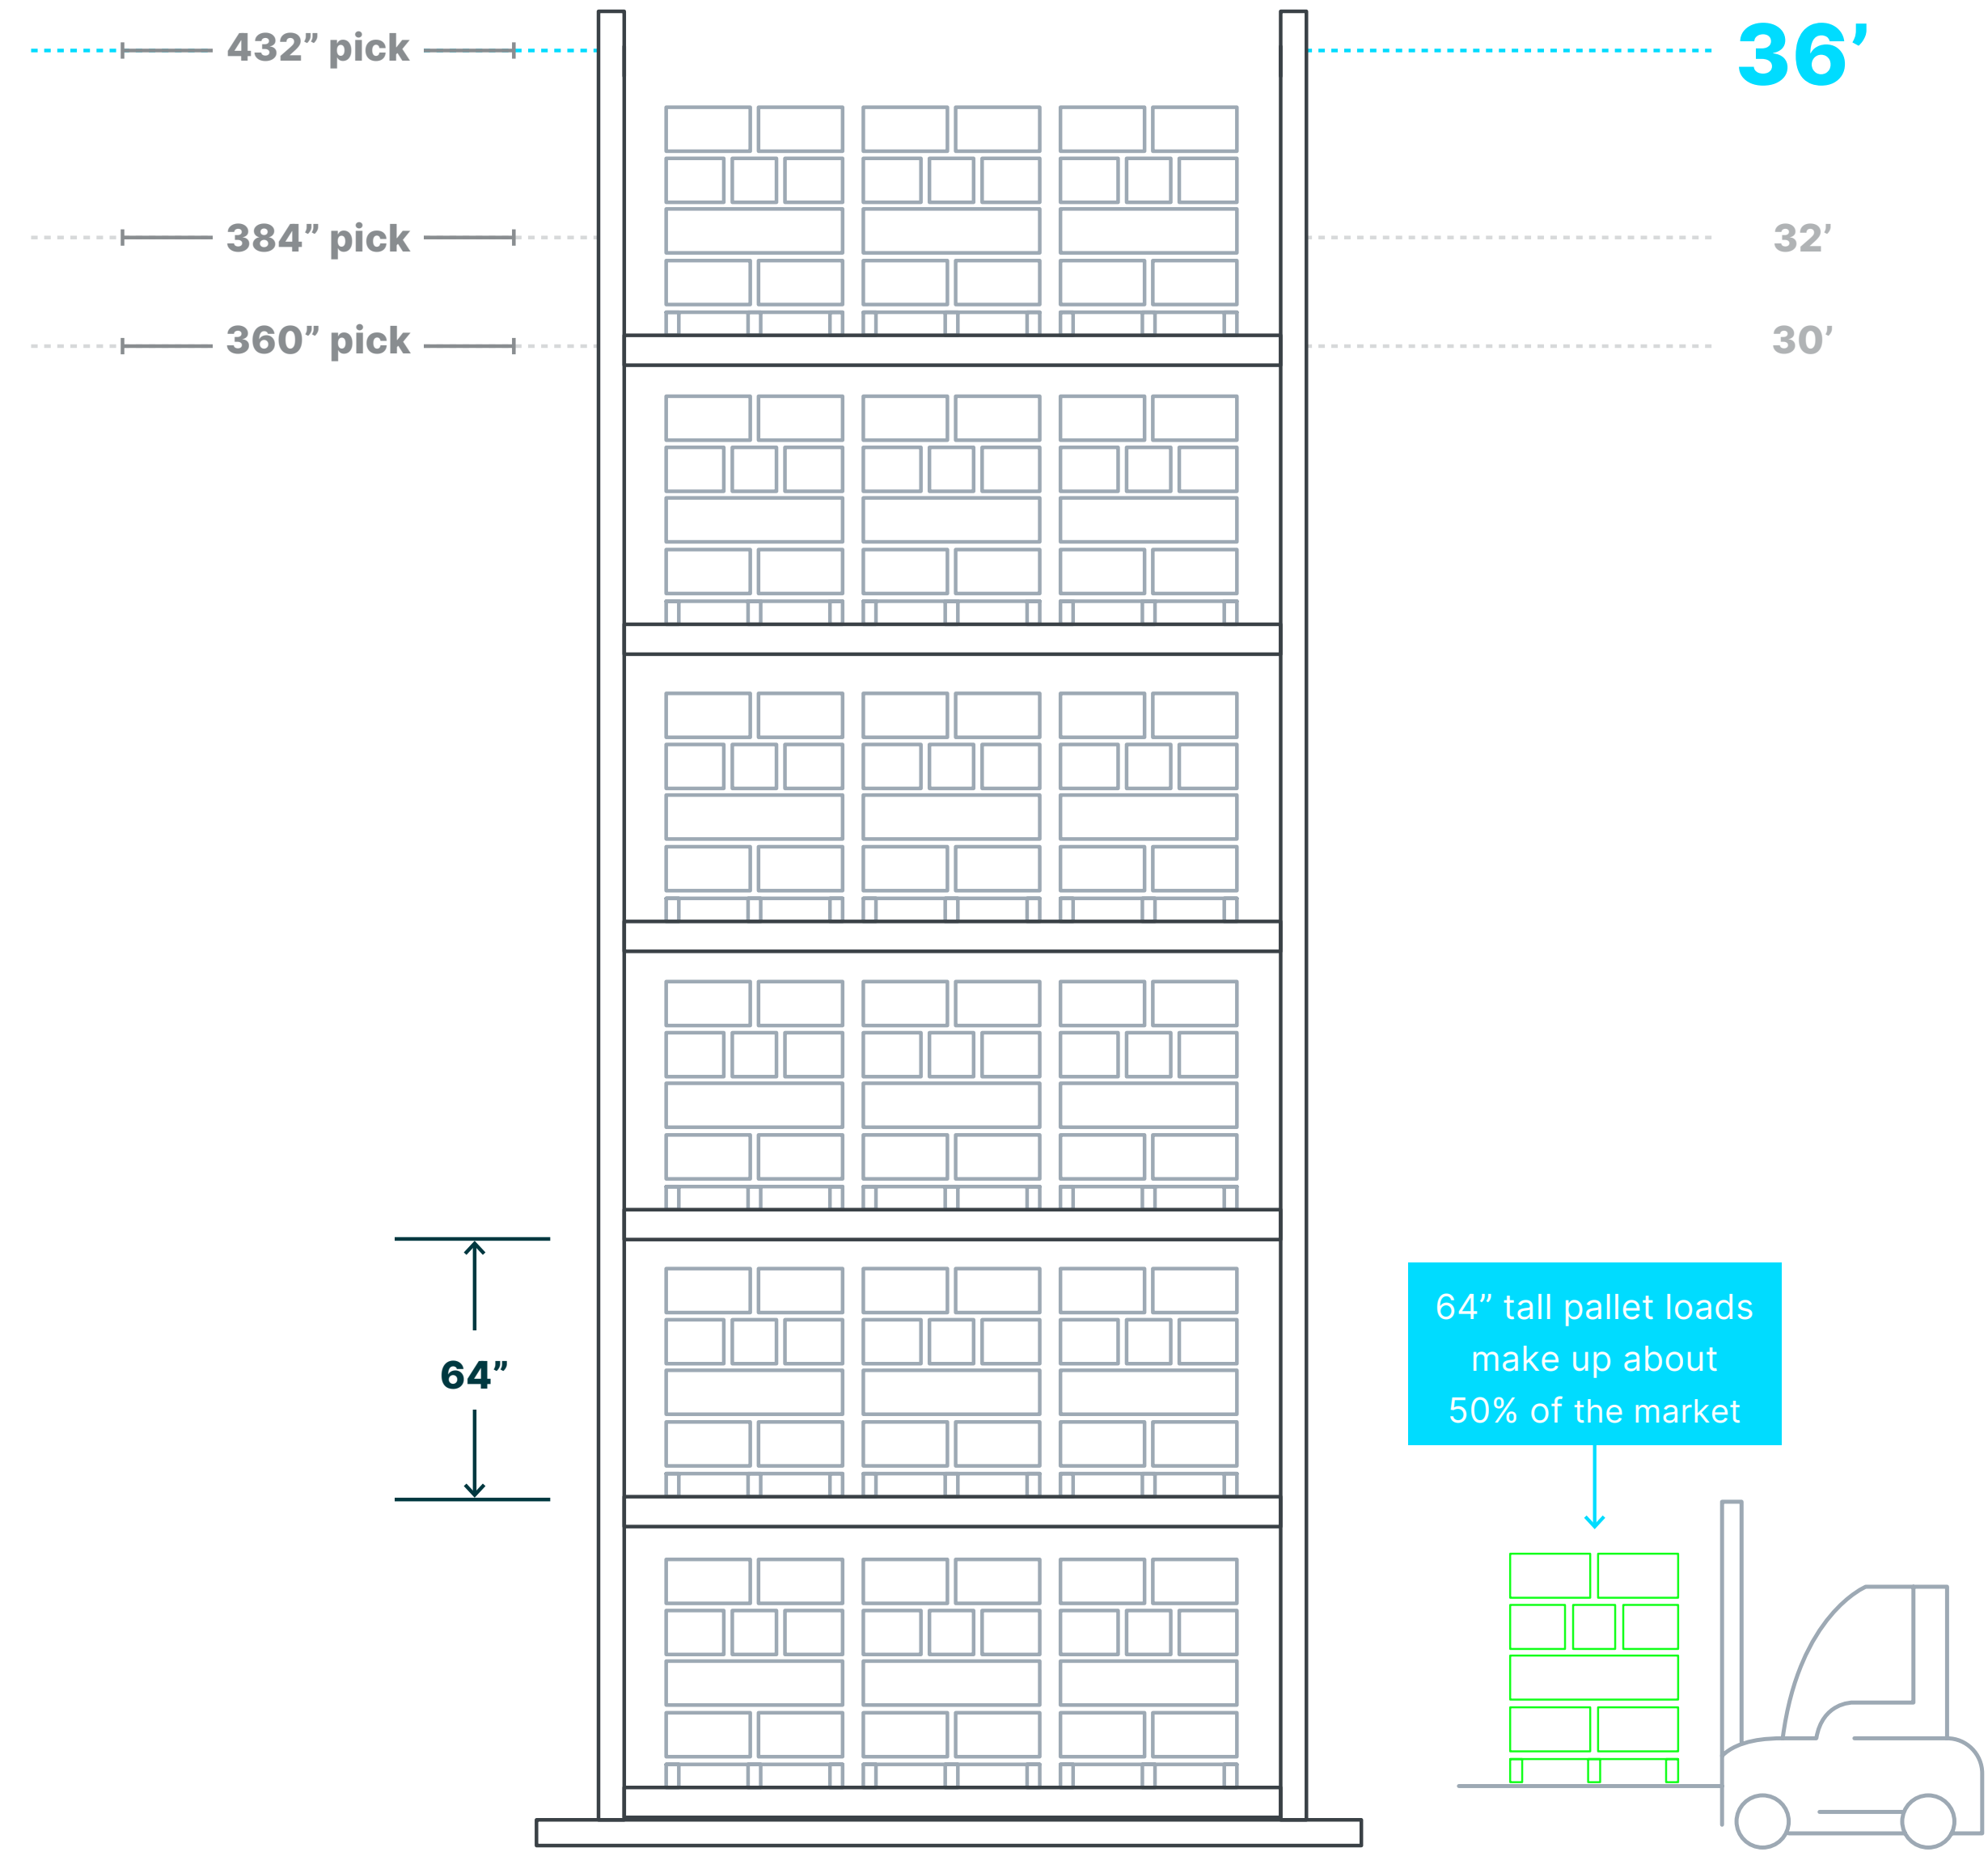 432” pick
36’
384” pick
32’
360” pick
30’
64”
64” tall pallet loads
make up about
50% of the market